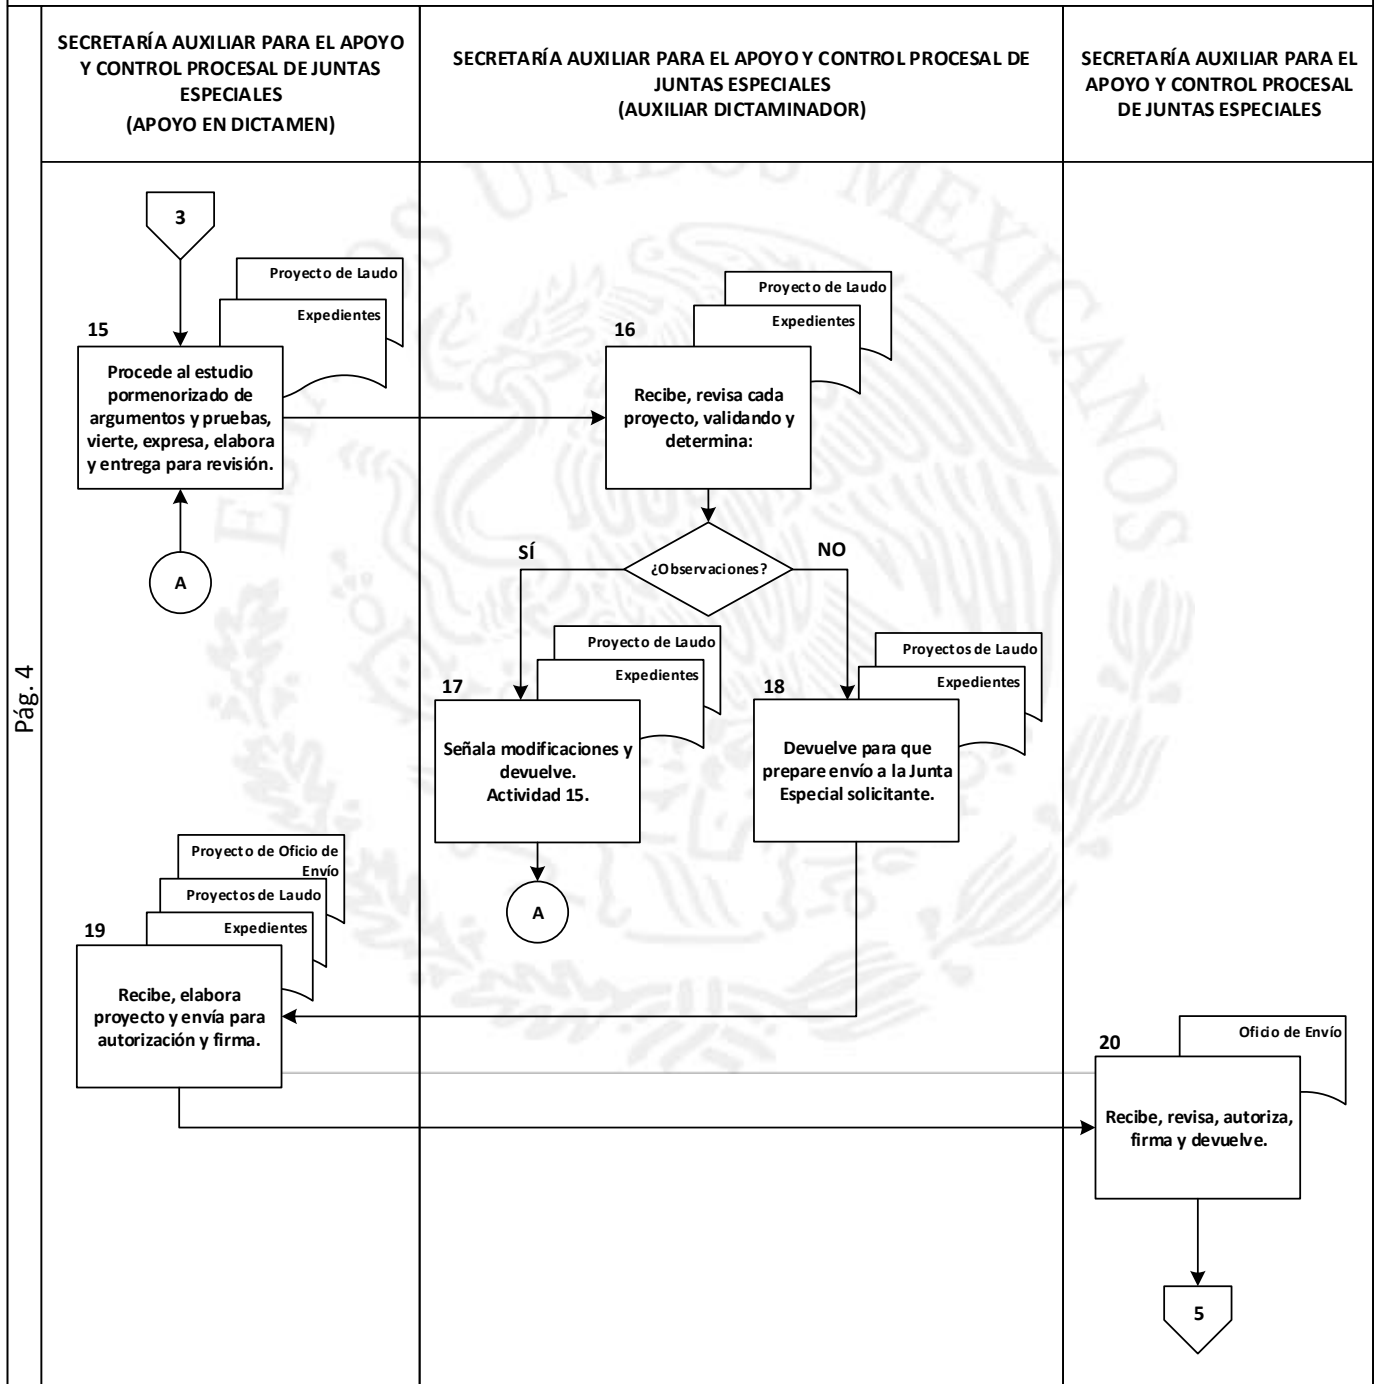 SECRETARÍA AUXILIAR PARA EL APOYO
Y CONTROL PROCESAL DE JUNTAS
ESPECIALES
(APOYO EN DICTAMEN)
SECRETARÍA AUXILIAR PARA EL APOYO Y CONTROL PROCESAL DE
JUNTAS ESPECIALES
(AUXILIAR DICTAMINADOR)
SECRETARÍA AUXILIAR PARA EL
APOYO Y CONTROL PROCESAL
DE JUNTAS ESPECIALES
Pág. 4
3
Proyecto de Laudo
Expedientes
15
Procede al estudio
pormenorizado de
argumentos y pruebas,
vierte, expresa, elabora
y entrega para revisión.
A
Proyecto de Laudo
Expedientes
16
Recibe, revisa cada
proyecto, validando y
determina:
¿Observaciones?
SÍ
NO
Proyecto de Laudo
Expedientes
17
Señala modificaciones y
devuelve.
Actividad 15.
A
Proyectos de Laudo
Expedientes
18
Devuelve para que
prepare envío a la Junta
Especial solicitante.
Proyecto de Oficio de
Envío
Proyectos de Laudo
Expedientes
19
Recibe, elabora
proyecto y envía para
autorización y firma.
Oficio de Envío
20
Recibe, revisa, autoriza,
firma y devuelve.
5
UNIDOS MEXICANOS